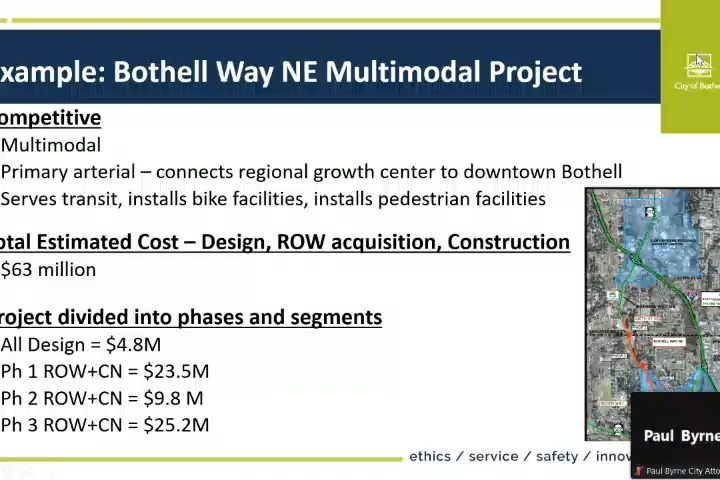 xample: Bothell Way NE Multimodal Project
City of Bothe
ompetitive
Multimodal
Primary arterial – connects regional growth center to downtown Bothell
Serves transit, installs bike facilities, installs pedestrian facilities
otal Estimated Cost – Design, ROW acquisition, Construction
$63 million
roject divided into phases and segments
All Design = $4.8M
Ph 1 ROW+CN = $23.5M
Ph 2 ROW+CN = $9.8 M
Ph 3 ROW+CN = $25.2M
BOTHELL WAY NE
ethics / service / safety / innov
Paul Byrne
Paul Byrne City Atto